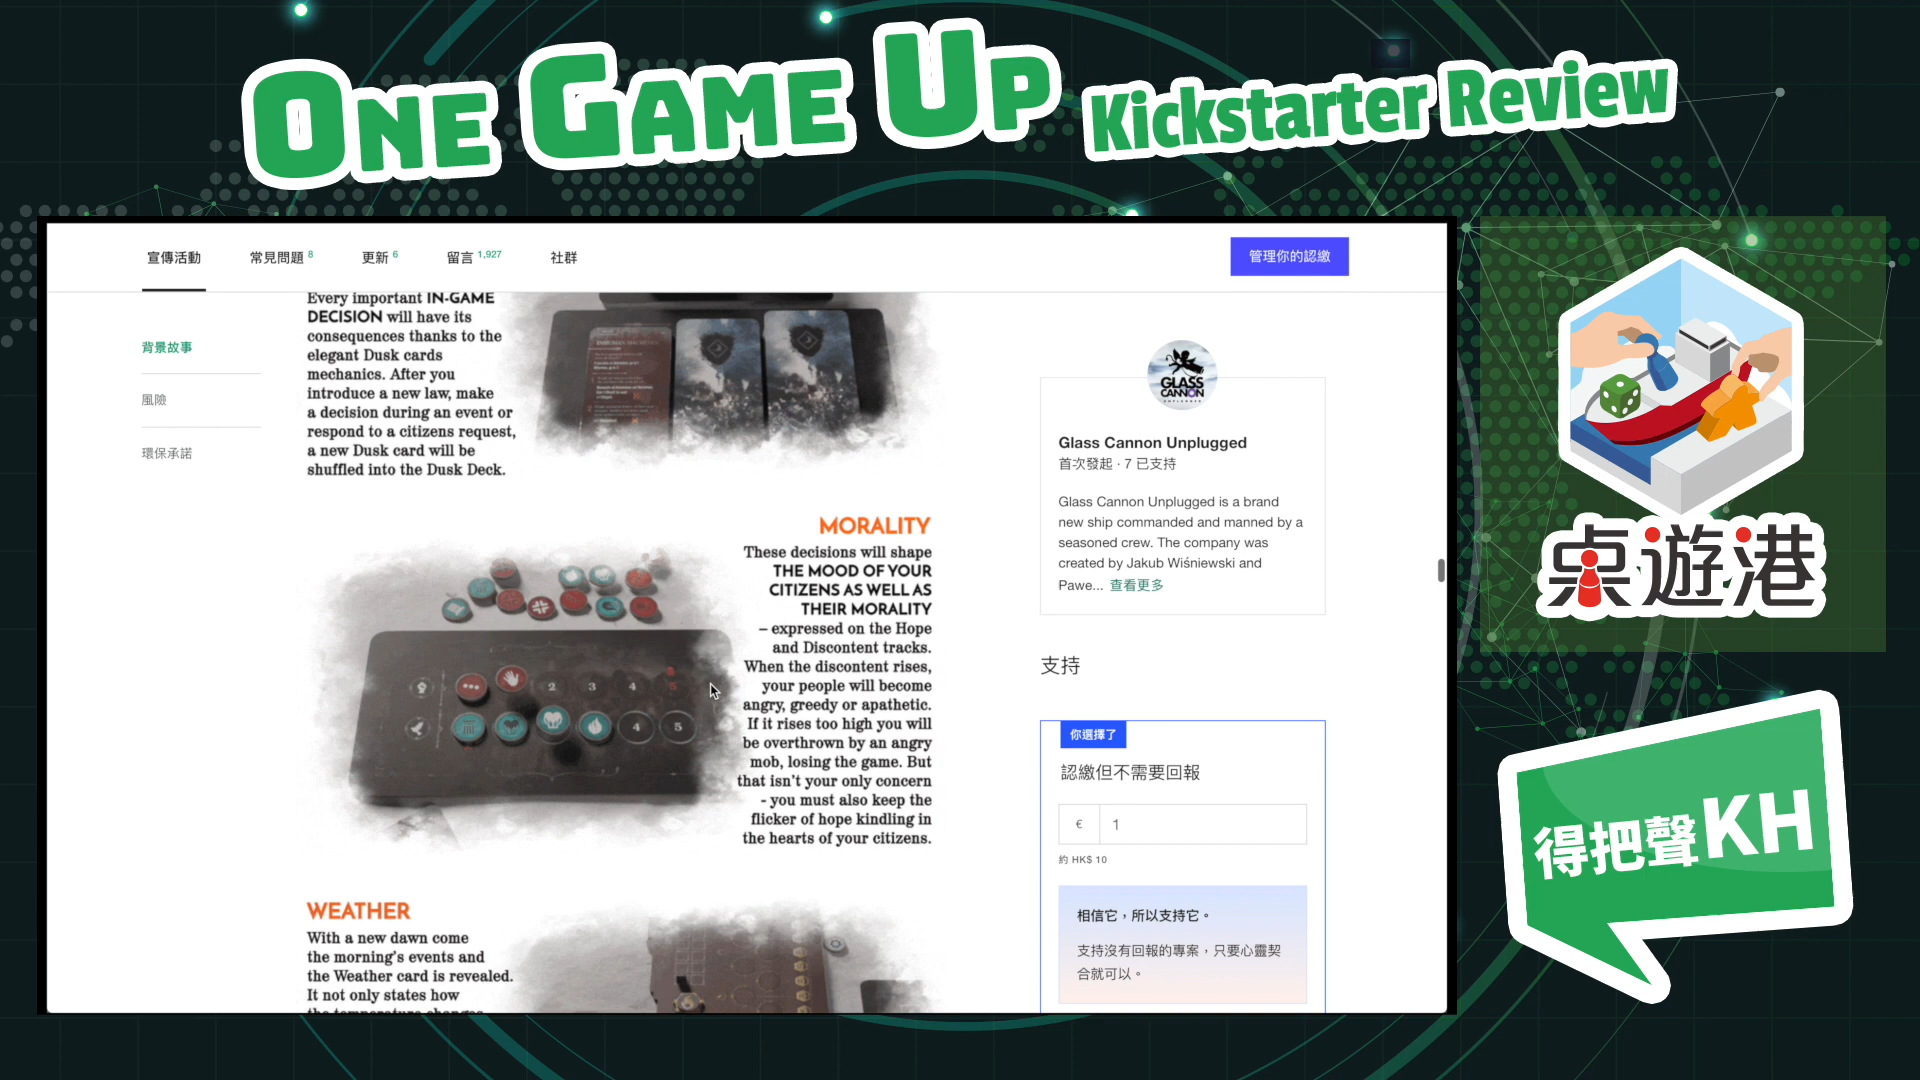 ONE GAME UP Kickstarter Review
宣傳活動 常見問題 8 更新 6 留言 1,927 社群
管理你的認繳
背景故事
風險
環保承諾
Every important IN-GAME
DECISION will have its
consequences thanks to the
elegant Dusk cards
mechanics. After you
introduce a new law, make
a decision during an event or
respond to a citizens request,
a new Dusk card will be
shuffled into the Dusk Deck.
MORALITY
These decisions will shape
THE MOOD OF YOUR
CITIZENS AS WELL AS
THEIR MORALITY
– expressed on the Hope
and Discontent tracks.
When the discontent rises,
your people will become
angry, greedy or apathetic.
If it rises too high you will
be overthrown by an angry
mob, losing the game. But
that isn't your only concern
- you must also keep the
flicker of hope kindling in
the hearts of your citizens.
2 3 4 5
4 5
WEATHER
With a new dawn come
the morning's events and
the Weather card is revealed.
It not only states how
the temperature changes
GLASS
CANNON
UNPLUGGED
Glass Cannon Unplugged
首次發起 · 7 已支持
Glass Cannon Unplugged is a brand
new ship commanded and manned by a
seasoned crew. The company was
created by Jakub Wiśniewski and
Pawe... 查看更多
支持
你選擇了
認繳但不需要回報
€ 1
約 HK$ 10
相信它，所以支持它。
支持沒有回報的專案，只要心靈契
合就可以。
桌遊港
得把聲KH